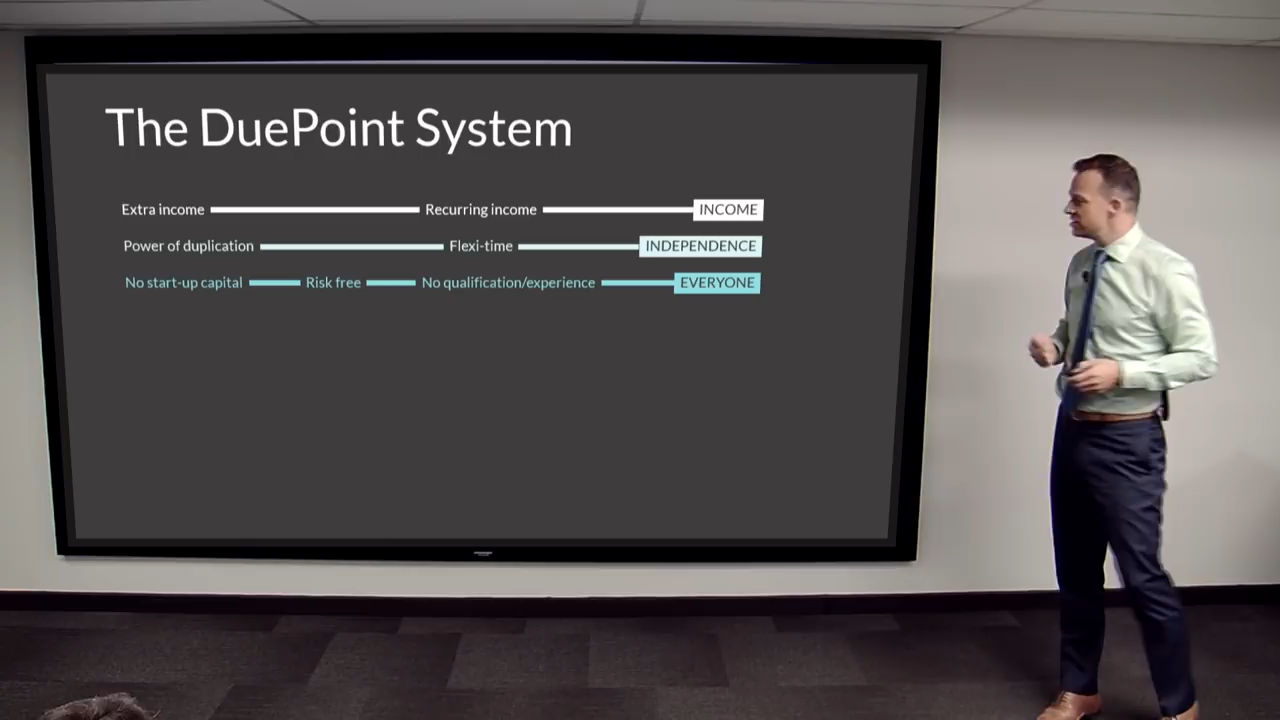 The DuePoint System
Extra income Recurring income INCOME
Power of duplication Flexi-time INDEPENDENCE
No start-up capital Risk free No qualification/experience EVERYONE